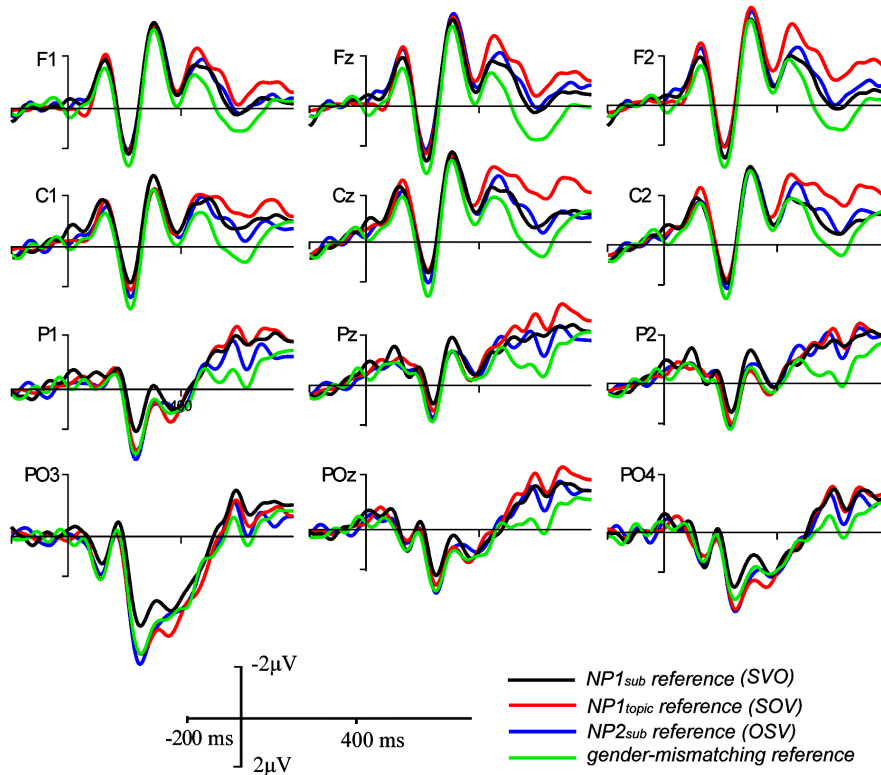 F1 Fz F2
C1 Cz C2
P1 Pz P2
400
PO3 POz PO4
-2μV
-200 ms 400 ms
2μV
NP1sub reference (SVO)
NP1topic reference (SOV)
NP2sub reference (OSV)
gender-mismatching reference